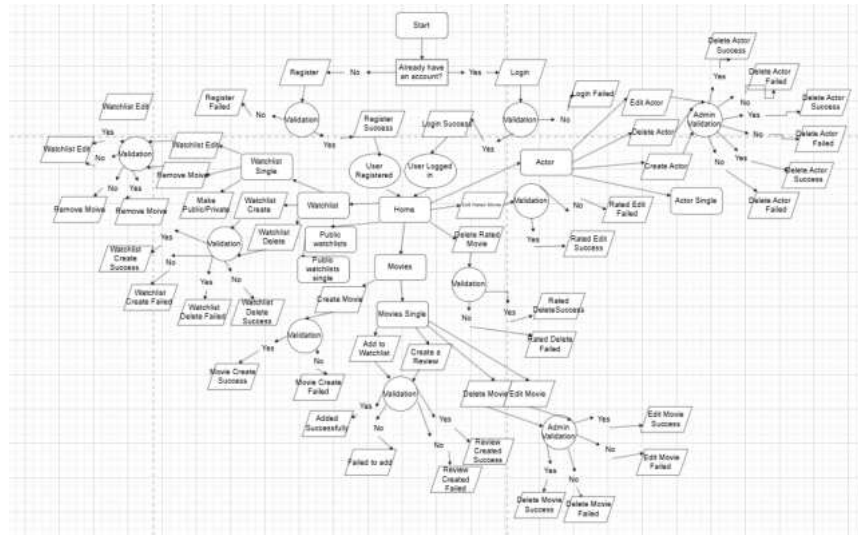 Start
Already have
an account?
No
Yes
Register
Login
Register
Failed
No
Validation
Yes
Register
Success
Login Success
Yes
Validation
No
Login Failed
User
Registered
User Logged
in
Home
Actor
Edit Actor
Delete Actor
Create Actor
Admin
Validation
Actor Single
Yes
Delete Actor
Success
No
Delete Actor
Failed
Yes
Delete Actor
Success
No
Delete Actor
Failed
Yes
Delete Actor
Success
No
Delete Actor
Failed
Watchlist Edit
Yes
Watchlist Edit
No
Validation
Watchlist Edit
Remove Moive
No
Yes
Remove Moive
Remove Moive
Watchlist
Single
Make
Public/Private
Watchlist
Create
Watchlist
Watchlist
Delete
Public
watchlists
Public
watchlists
single
Validation
Yes
Watchlist
Create
Success
No
Watchlist
Create Failed
Yes
Watchlist
Delete Failed
No
Watchlist
Delete
Success
Validation
No
Rated Edit
Failed
Yes
Rated Edit
Success
Delete Rated
Movie
Validation
Yes
Rated
DeleteSuccess
No
Rated Delete
Failed
Movies
Create Movie
Movies Single
Validation
Yes
Movie Create
Success
No
Movie Create
Failed
Add to
Watchlist
Create a
Review
Validation
Yes
Added
Successfully
No
Failed to add
Yes
Review
Created Success
No
Review
Created Failed
Delete Movie
Edit Movie
Admin
Validation
Yes
Edit Movie
Success
No
Edit Movie
Failed
Yes
Delete Movie
Success
No
Delete Movie
Failed